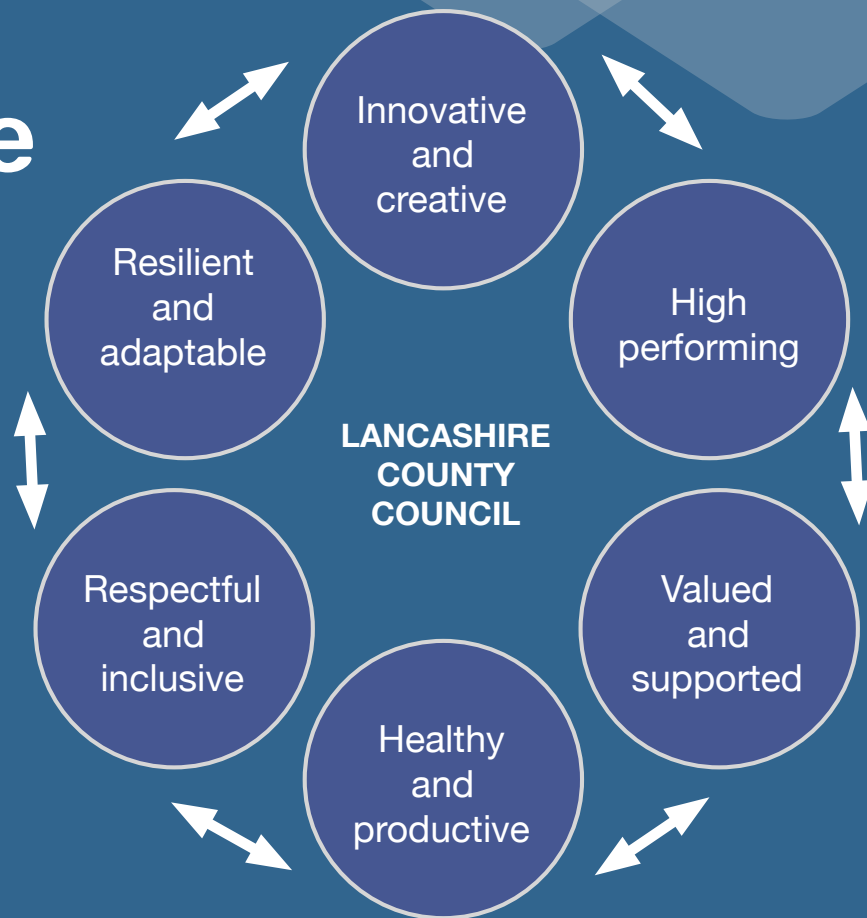 Innovative
and
creative
High
performing
Valued
and
supported
Healthy
and
productive
Respectful
and
inclusive
Resilient
and
adaptable
LANCASHIRE
COUNTY
COUNCIL